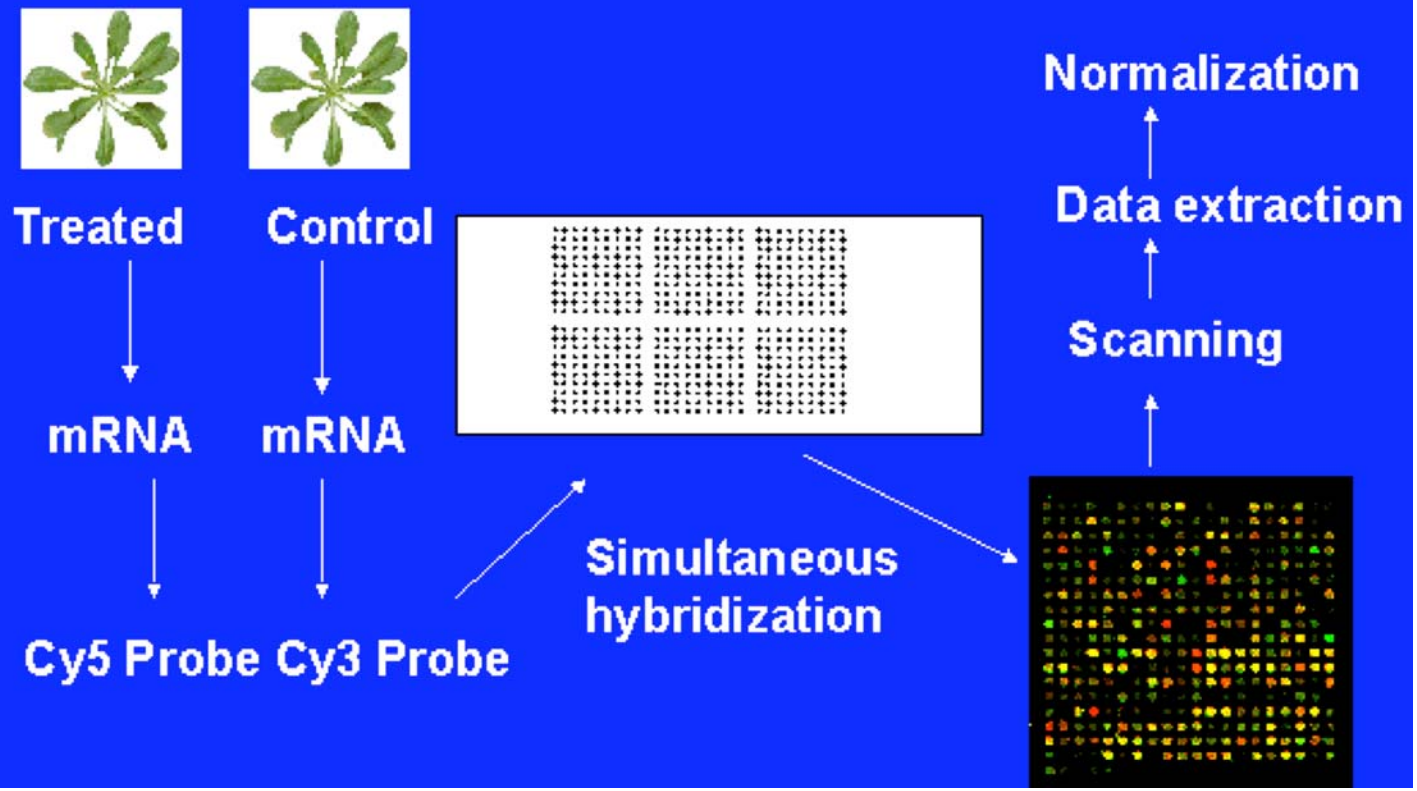 Treated
Control
mRNA
mRNA
Cy5 Probe
Cy3 Probe
Simultaneous
hybridization
Scanning
Data extraction
Normalization